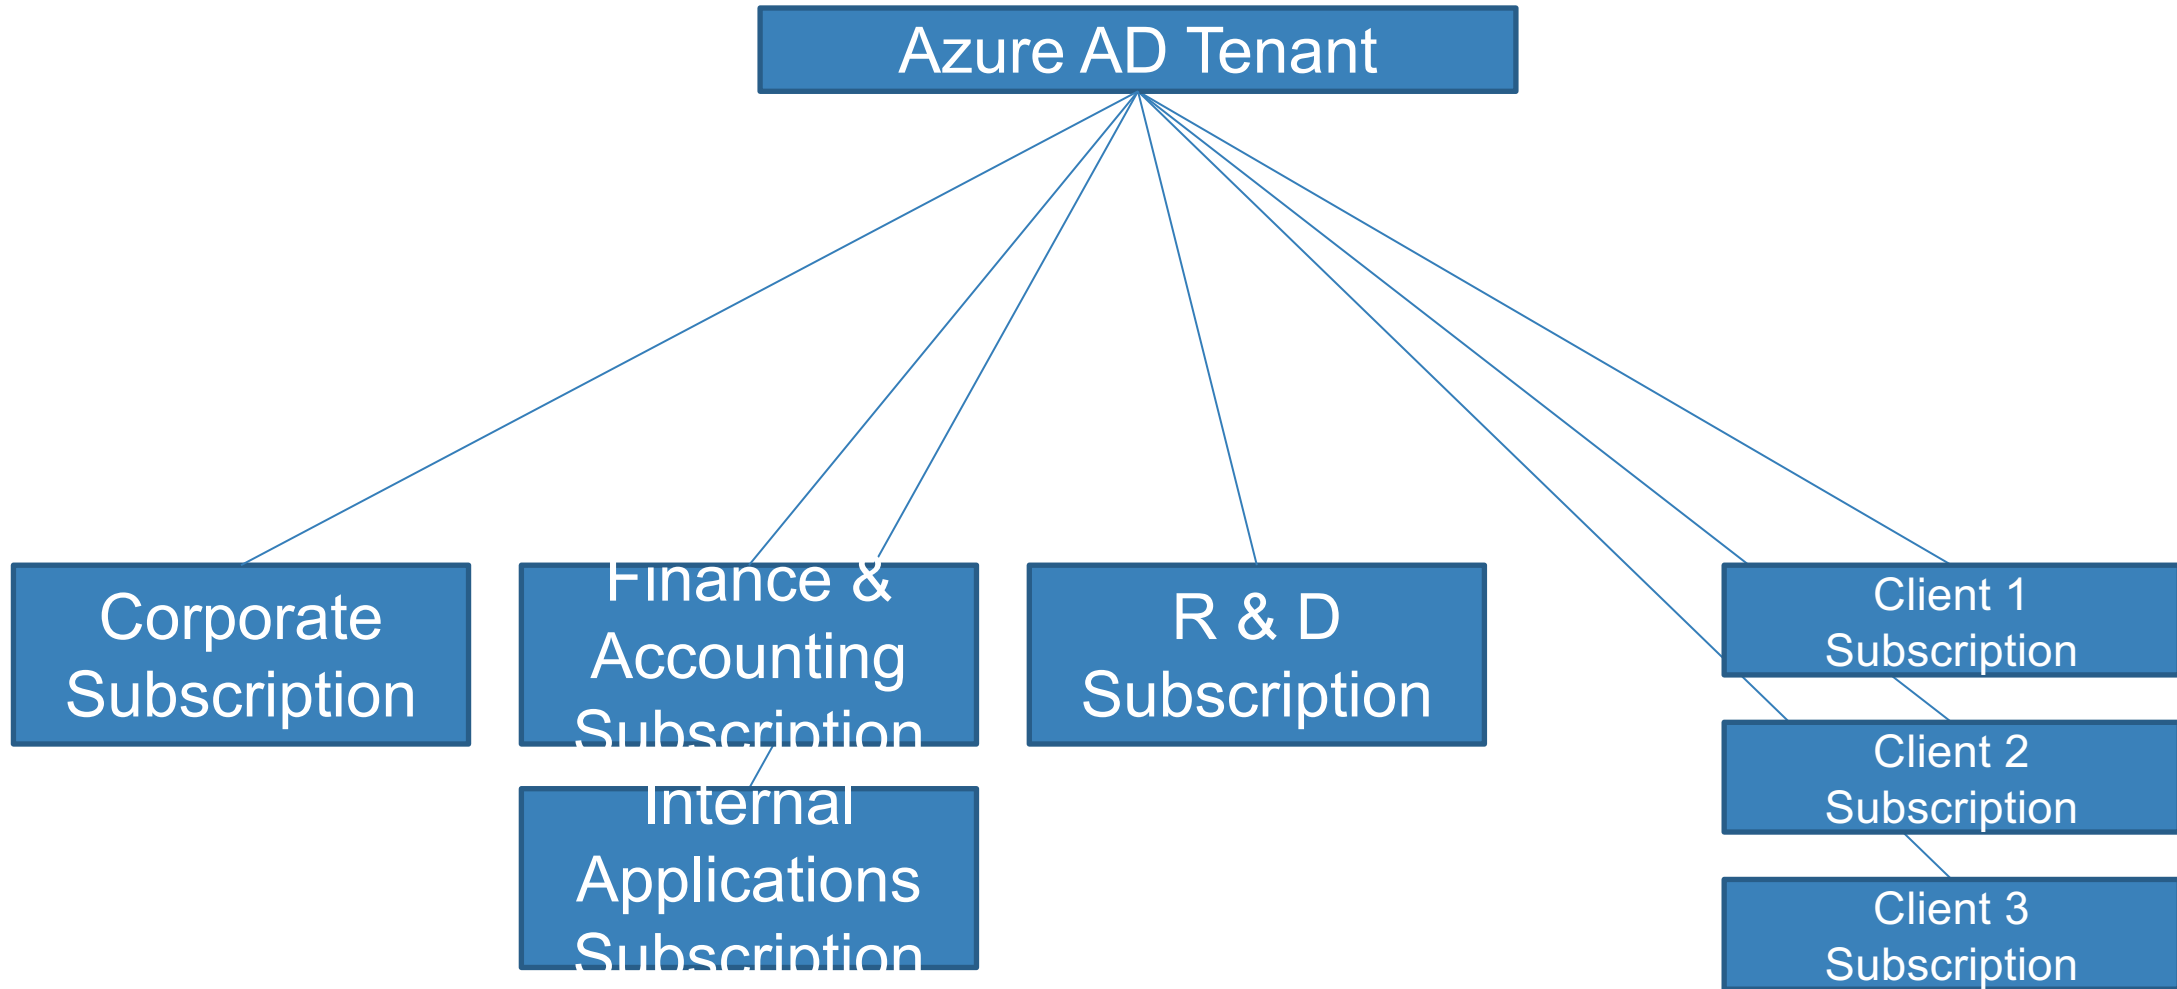 Azure AD Tenant
Corporate
Subscription
Finance &
Accounting
Subscription
Internal
Applications
Subscription
R & D
Subscription
Client 1
Subscription
Client 2
Subscription
Client 3
Subscription